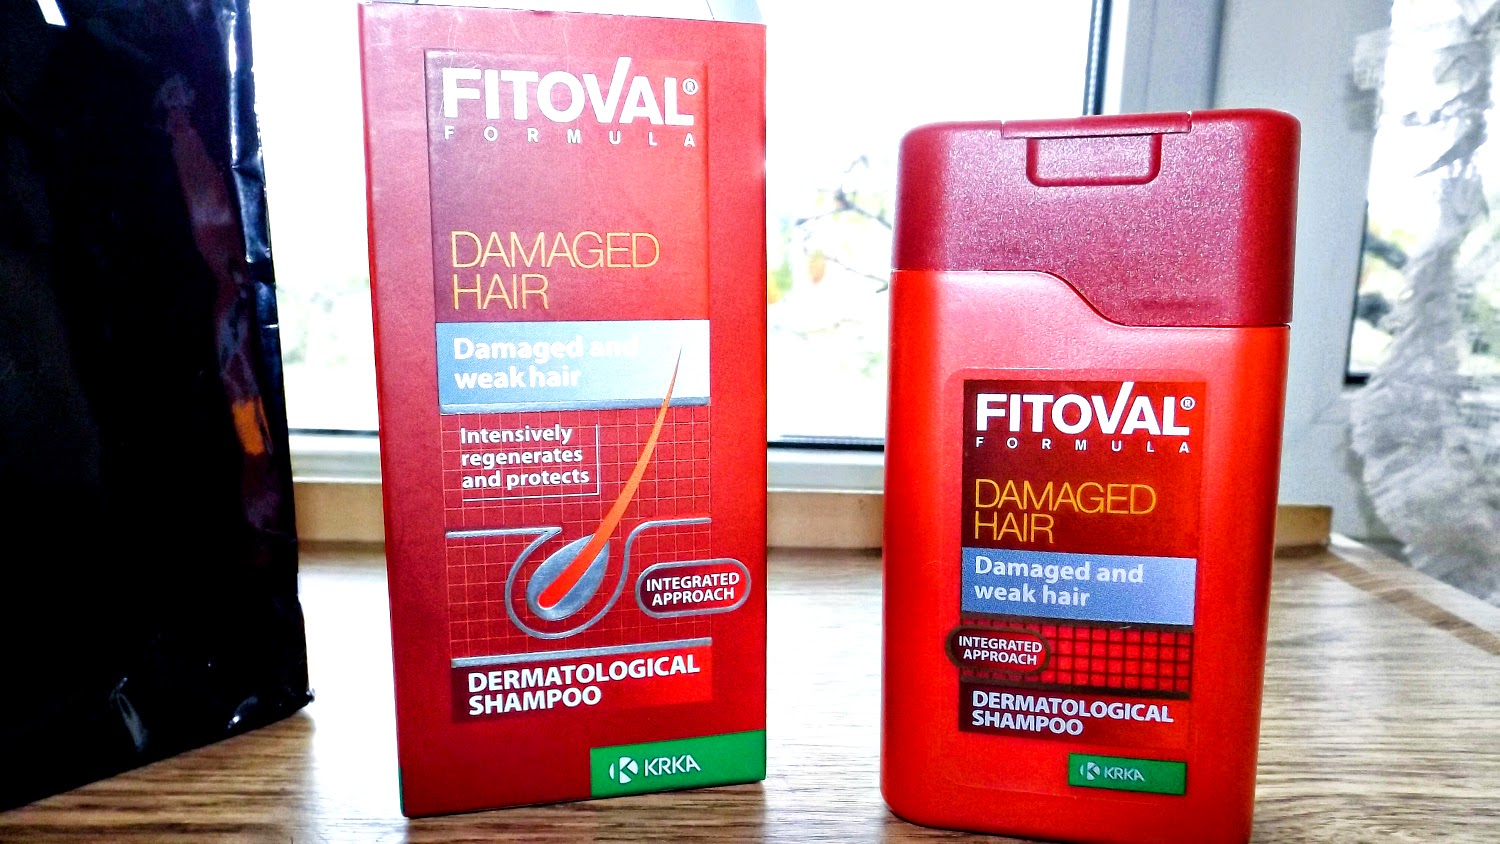 FITOVAL®
FORMULA
DAMAGED
HAIR
Damaged and
weak hair
Intensively
regenerates
and protects
INTEGRATED
APPROACH
DERMATOLOGICAL
SHAMPOO
KRKA
FITOVAL®
FORMULA
DAMAGED
HAIR
Damaged and
weak hair
INTEGRATED
APPROACH
DERMATOLOGICAL
SHAMPOO
KRKA